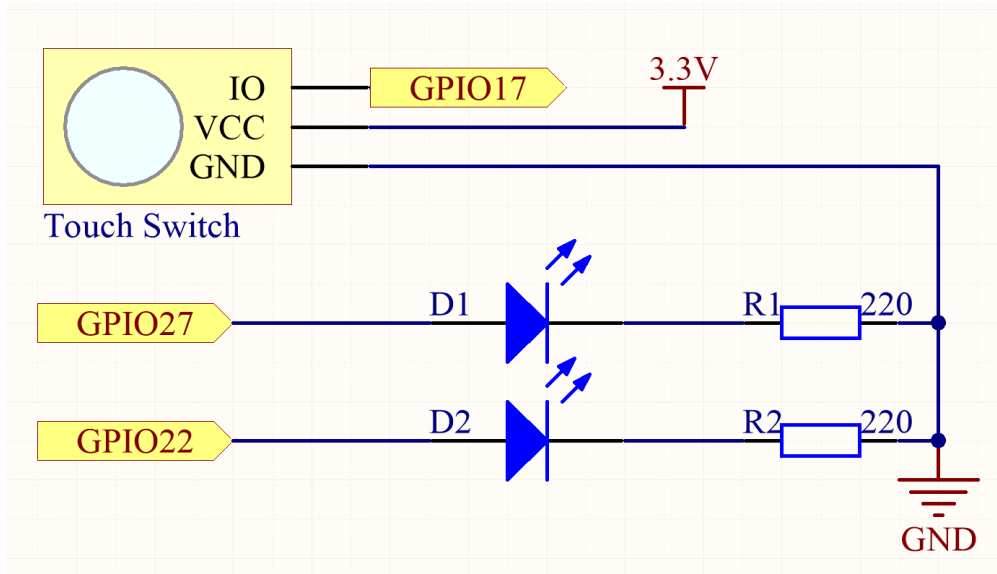 3.3V
IO GPIO17
VCC
GND
Touch Switch
D1 R1 220
GPIO27
D2 R2 220
GPIO22
GND